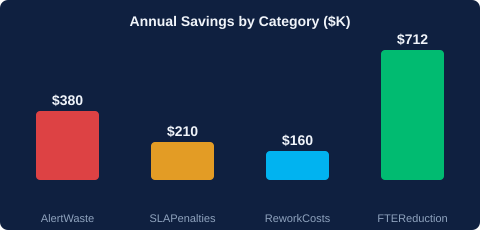 Annual Savings by Category ($K)
$712
$380
$210
$160
AlertWaste
SLAPenalties
ReworkCosts
FTEReduction